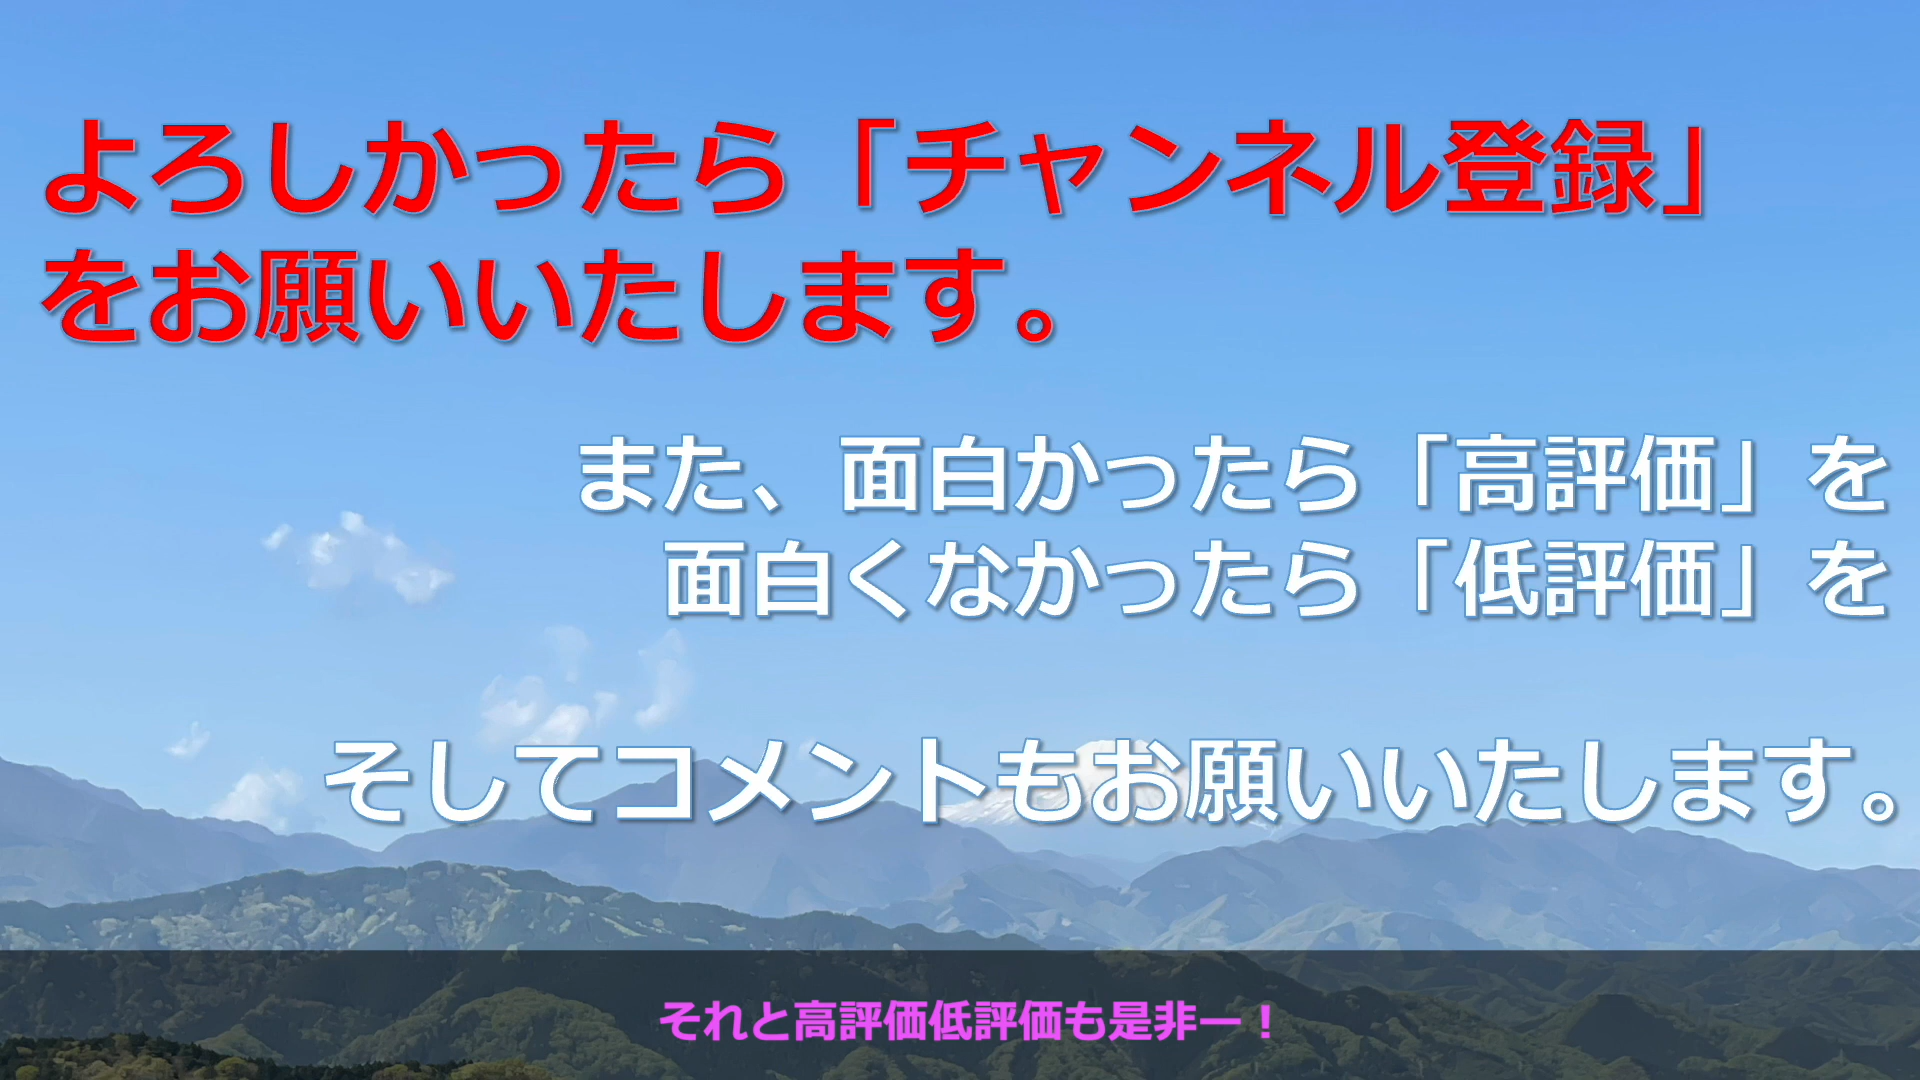 よろしかったら「チャンネル登録」
をお願いいたします。
また、面白かったら「高評価」を
面白くなかったら「低評価」を
そしてコメントもお願いいたします。
それと高評価低評価も是非ー！